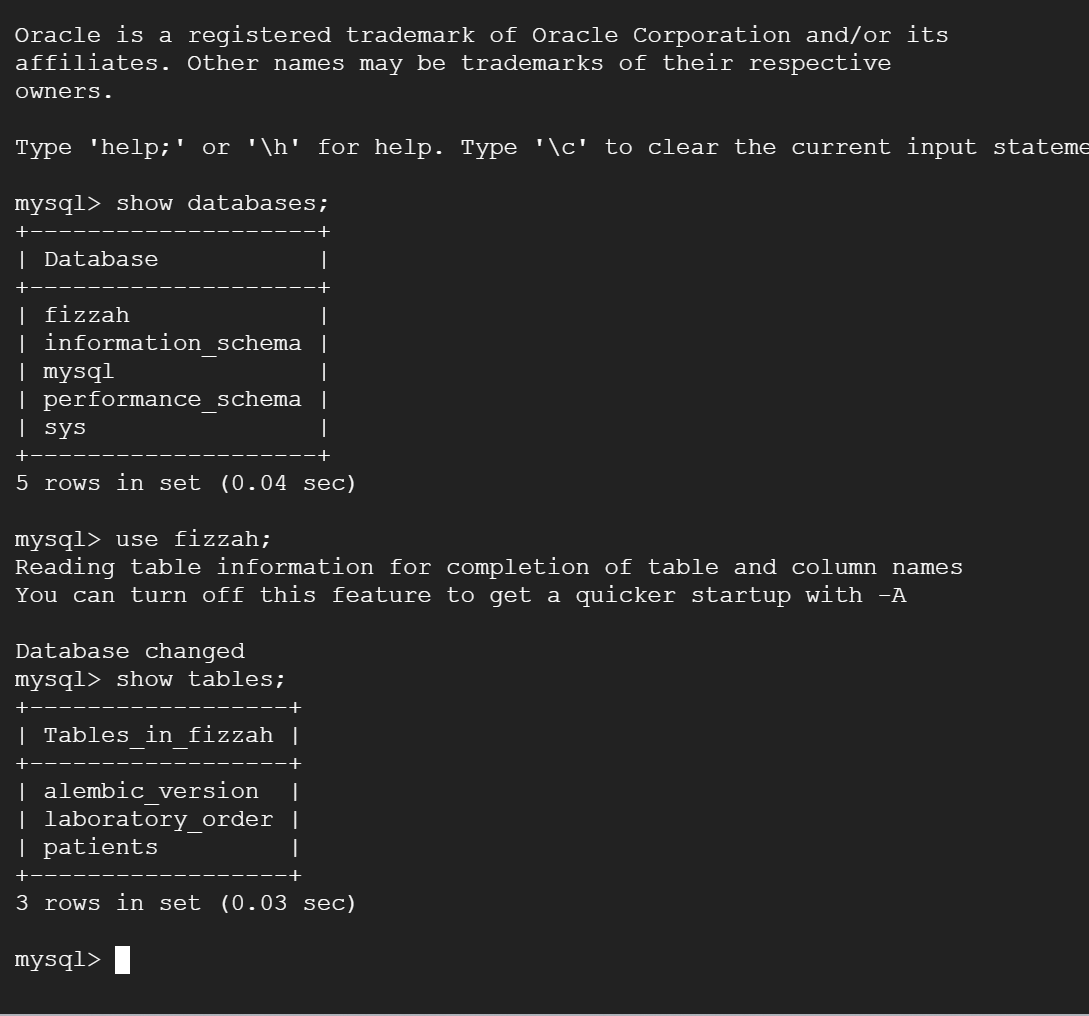 Oracle is a registered trademark of Oracle Corporation and/or its
affiliates. Other names may be trademarks of their respective
owners.

Type 'help;' or '\h' for help. Type '\c' to clear the current input stateme

mysql> show databases;
+--------------------+
| Database           |
+--------------------+
| fizzah             |
| information_schema |
| mysql              |
| performance_schema |
| sys                |
+--------------------+
5 rows in set (0.04 sec)

mysql> use fizzah;
Reading table information for completion of table and column names
You can turn off this feature to get a quicker startup with -A

Database changed
mysql> show tables;
+------------------+
| Tables_in_fizzah |
+------------------+
| alembic_version  |
| laboratory_order |
| patients         |
+------------------+
3 rows in set (0.03 sec)

mysql>